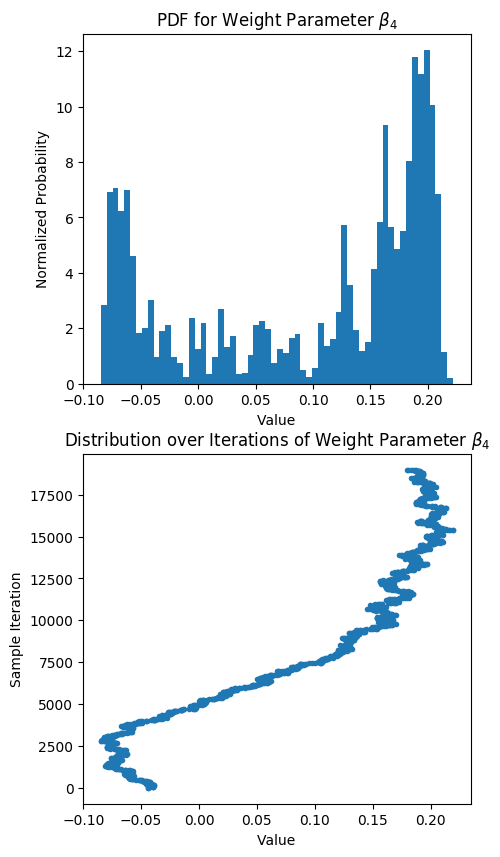 PDF for Weight Parameter β₄
12
10
8
6
4
2
0
Normalized Probability
−0.10 −0.05 0.00 0.05 0.10 0.15 0.20
Value
Distribution over Iterations of Weight Parameter β₄
17500
15000
12500
10000
7500
5000
2500
0
Sample Iteration
−0.10 −0.05 0.00 0.05 0.10 0.15 0.20
Value